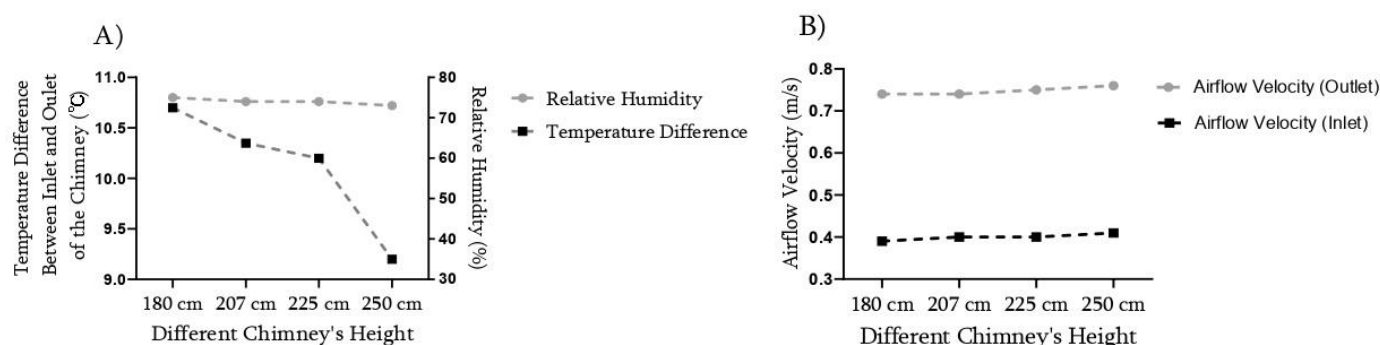 A)
Temperature Difference
Between Inlet and Oulet
of the Chimney (℃)
11.0
10.5
10.0
9.5
9.0
80
70
60
50
40
30
Relative Humidity (%)
180 cm 207 cm 225 cm 250 cm
Different Chimney's Height
Relative Humidity
Temperature Difference
B)
Airflow Velocity (m/s)
0.8
0.7
0.6
0.5
0.4
0.3
180 cm 207 cm 225 cm 250 cm
Different Chimney's Height
Airflow Velocity (Outlet)
Airflow Velocity (Inlet)